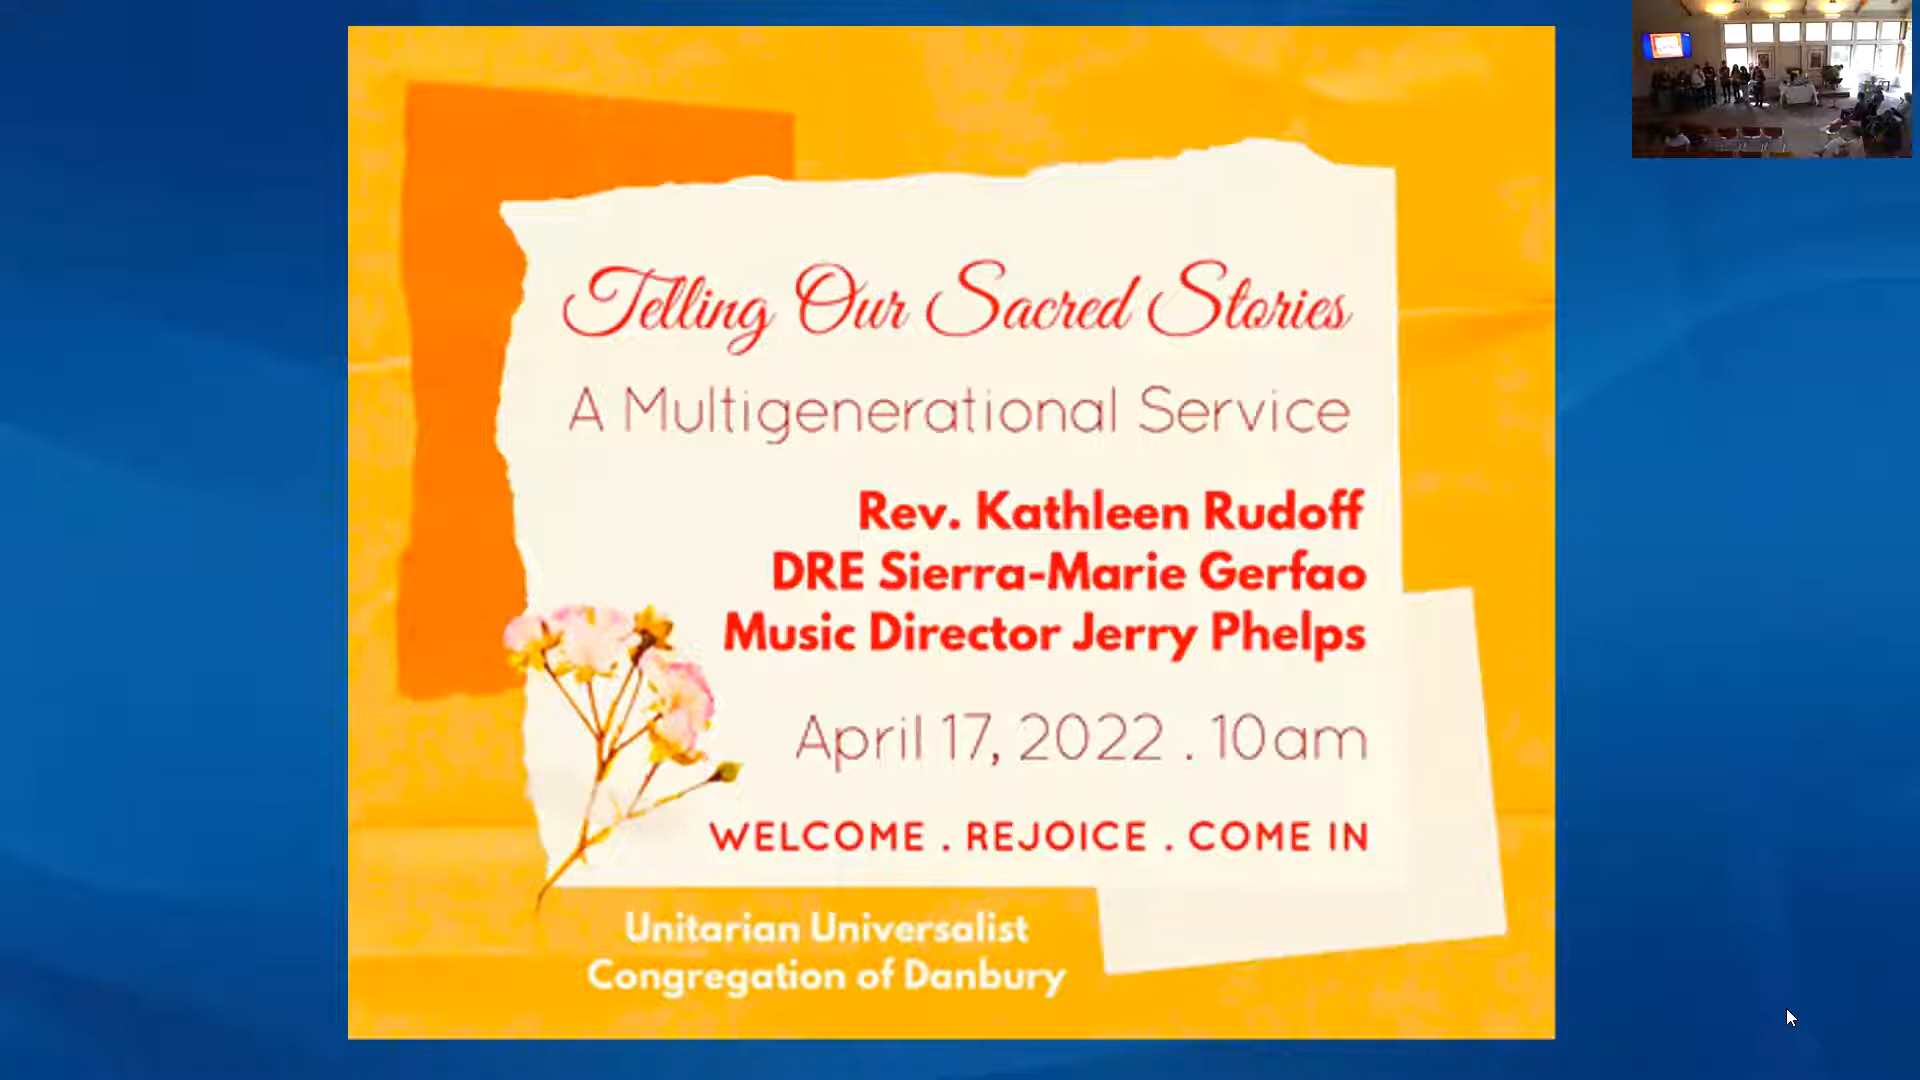 Telling Our Sacred Stories
A Multigenerational Service
Rev. Kathleen Rudoff
DRE Sierra-Marie Gerfao
Music Director Jerry Phelps
April 17, 2022 . 10am
WELCOME . REJOICE . COME IN
Unitarian Universalist
Congregation of Danbury